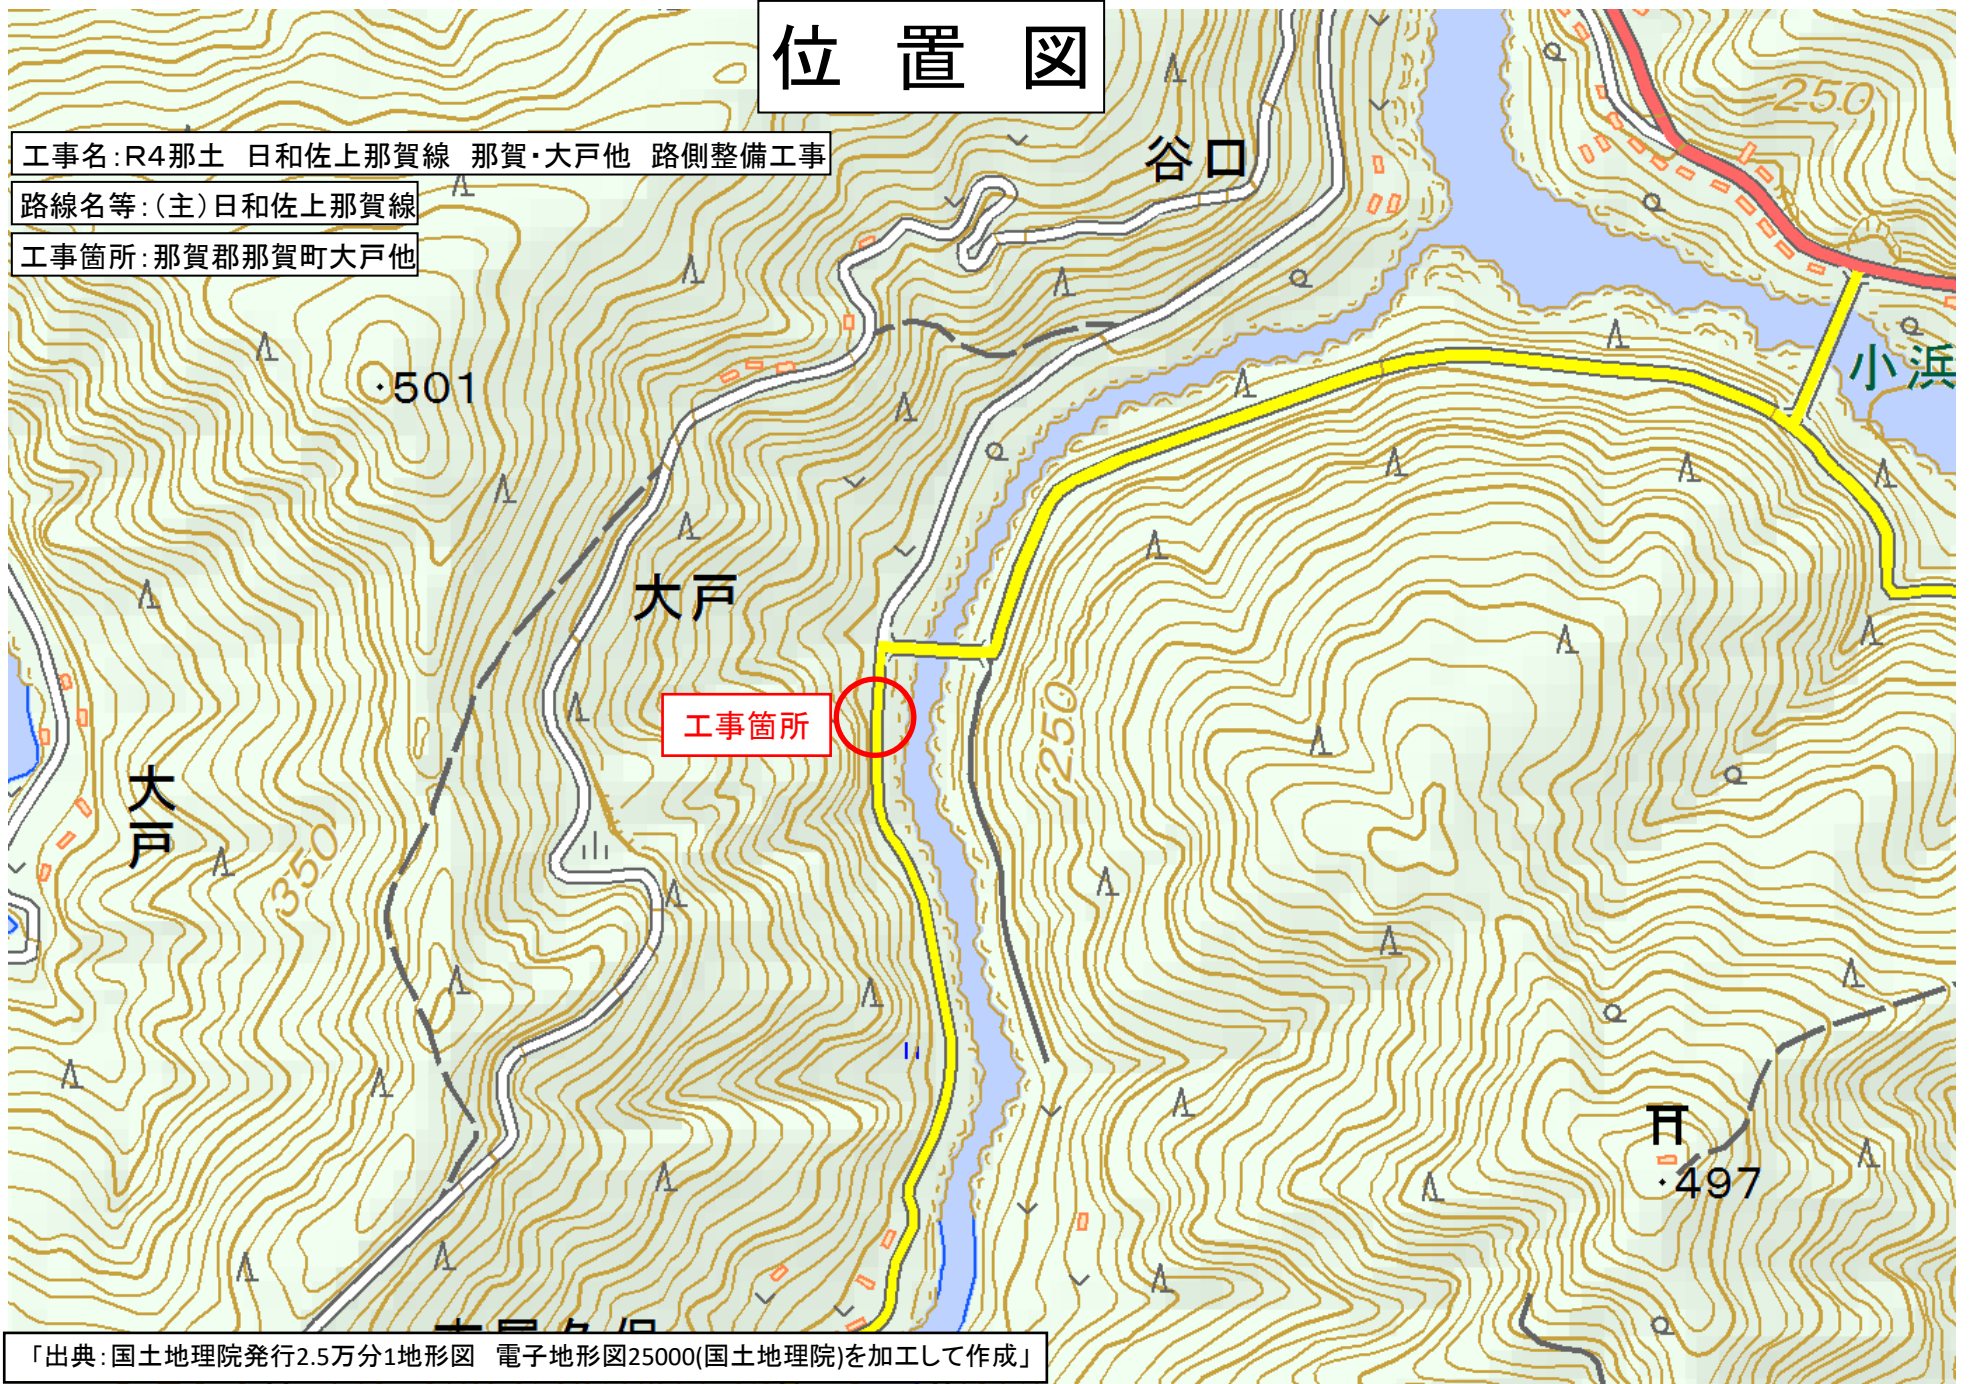 位 置 図
工事名：R4那土 日和佐上那賀線 那賀・大戸他 路側整備工事
路線名等：（主）日和佐上那賀線
工事箇所：那賀郡那賀町大戸他
谷口
250
小浜
501
大戸
工事箇所
250
大戸
350
497
「出典：国土地理院発行2.5万分1地形図 電子地形図25000(国土地理院)を加工して作成」